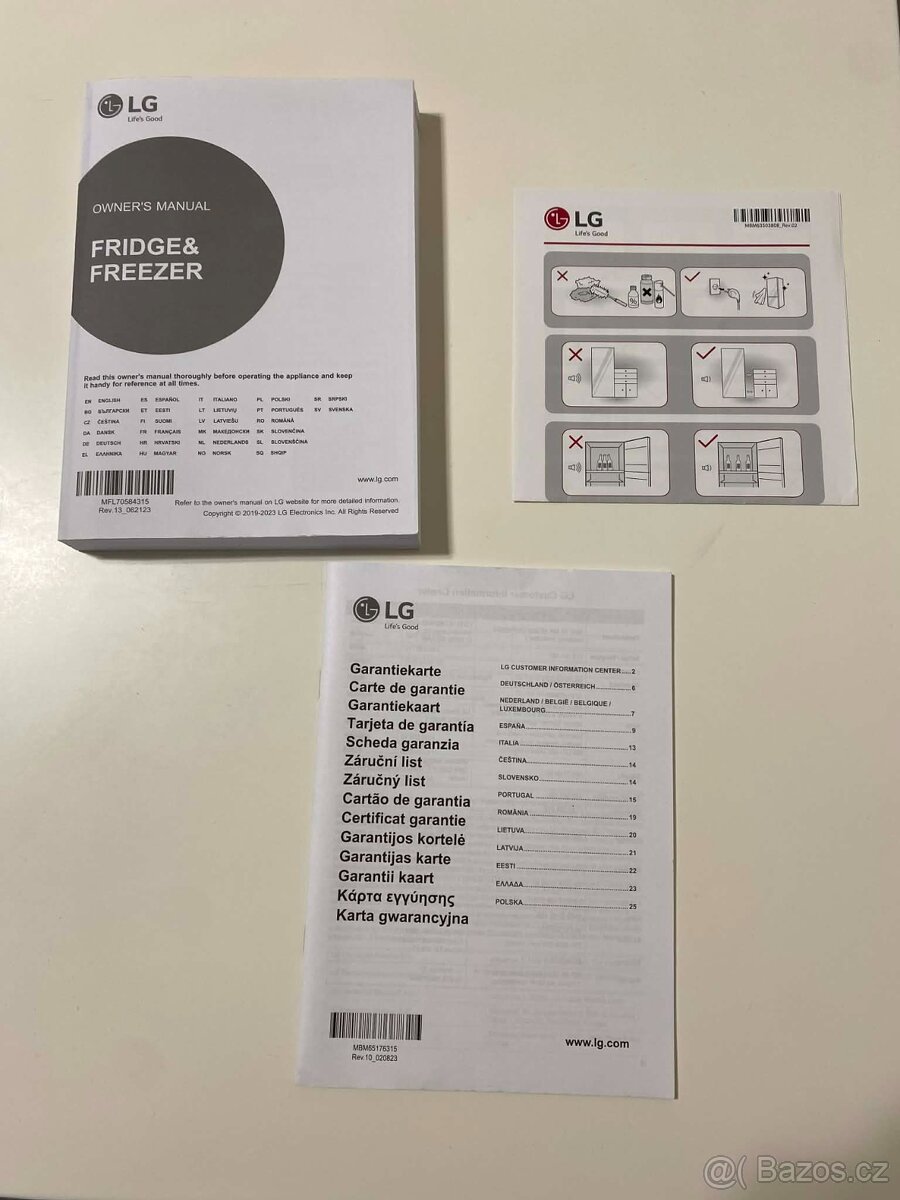 LG
Life's Good
OWNER'S MANUAL
FRIDGE&
FREEZER
Read this owner's manual thoroughly before operating the appliance and keep
it handy for reference at all times.
EN ENGLISH ES ESPAÑOL IT ITALIANO PL POLSKI SR SRPSKI
BG БЪЛГАРСКИ ET EESTI LT LIETUVIŲ PT PORTUGUÊS SV SVENSKA
CZ ČEŠTINA FI SUOMI LV LATVIEŠU RO ROMÂNĂ
DA DANSK FR FRANÇAIS MK МАКЕДОНСКИ SK SLOVENČINA
DE DEUTSCH HR HRVATSKI NL NEDERLANDS SL SLOVENŠČINA
EL ΕΛΛΗΝΙΚΑ HU MAGYAR NO NORSK SQ SHQIP
MFL70584315
Rev.13_062123
www.lg.com
Refer to the owner's manual on LG website for more detailed information.
Copyright © 2019-2023 LG Electronics Inc. All Rights Reserved
LG
Life's Good
%
LG
Life's Good
Garantiekarte
Carte de garantie
Garantiekaart
Tarjeta de garantía
Scheda garanzia
Záruční list
Záručný list
Cartão de garantia
Certificat garantie
Garantijos kortelė
Garantijas karte
Garantii kaart
Κάρτα εγγύησης
Karta gwarancyjna
LG CUSTOMER INFORMATION CENTER.....2
DEUTSCHLAND / ÖSTERREICH..............6
NEDERLAND / BELGIË / BELGIQUE /
LUXEMBOURG..............................7
ESPAÑA....................................9
ITALIA......................................13
ČEŠTINA...................................14
SLOVENSKO...............................14
PORTUGAL................................15
ROMÂNIA..................................19
LIETUVA...................................20
LATVIJA...................................21
EESTI......................................22
ΕΛΛΑΔΑ....................................23
POLSKA....................................25
MBM65176315
Rev.10_020823
www.lg.com
@( Bazos.cz